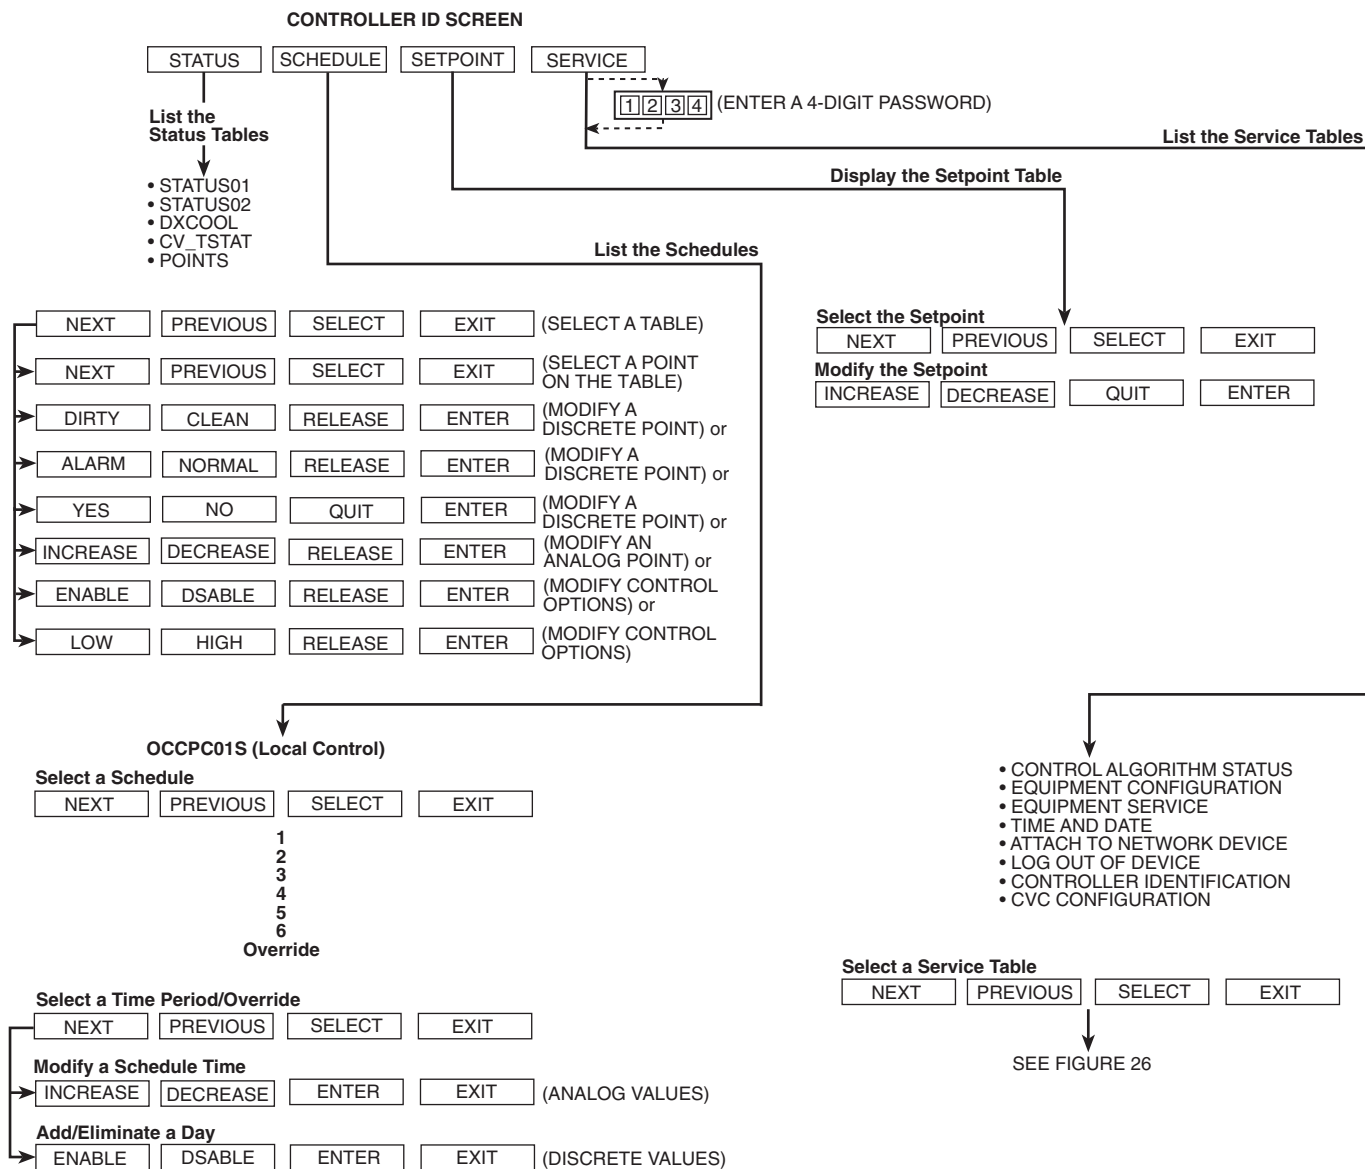 CONTROLLER ID SCREEN
STATUS SCHEDULE SETPOINT SERVICE
1 2 3 4 (ENTER A 4-DIGIT PASSWORD)
List the
Status Tables
List the Service Tables
• STATUS01
• STATUS02
• DXCOOL
• CV_TSTAT
• POINTS
Display the Setpoint Table
List the Schedules
NEXT PREVIOUS SELECT EXIT (SELECT A TABLE)
NEXT PREVIOUS SELECT EXIT (SELECT A POINT
ON THE TABLE)
DIRTY CLEAN RELEASE ENTER (MODIFY A
DISCRETE POINT) or
ALARM NORMAL RELEASE ENTER (MODIFY A
DISCRETE POINT) or
YES NO QUIT ENTER (MODIFY A
DISCRETE POINT) or
INCREASE DECREASE RELEASE ENTER (MODIFY AN
ANALOG POINT) or
ENABLE DSABLE RELEASE ENTER (MODIFY CONTROL
OPTIONS) or
LOW HIGH RELEASE ENTER (MODIFY CONTROL
OPTIONS)
Select the Setpoint
NEXT PREVIOUS SELECT EXIT
Modify the Setpoint
INCREASE DECREASE QUIT ENTER
OCCPC01S (Local Control)
Select a Schedule
NEXT PREVIOUS SELECT EXIT
1
2
3
4
5
6
Override
Select a Time Period/Override
NEXT PREVIOUS SELECT EXIT
Modify a Schedule Time
INCREASE DECREASE ENTER EXIT (ANALOG VALUES)
Add/Eliminate a Day
ENABLE DSABLE ENTER EXIT (DISCRETE VALUES)
• CONTROL ALGORITHM STATUS
• EQUIPMENT CONFIGURATION
• EQUIPMENT SERVICE
• TIME AND DATE
• ATTACH TO NETWORK DEVICE
• LOG OUT OF DEVICE
• CONTROLLER IDENTIFICATION
• CVC CONFIGURATION
Select a Service Table
NEXT PREVIOUS SELECT EXIT
SEE FIGURE 26